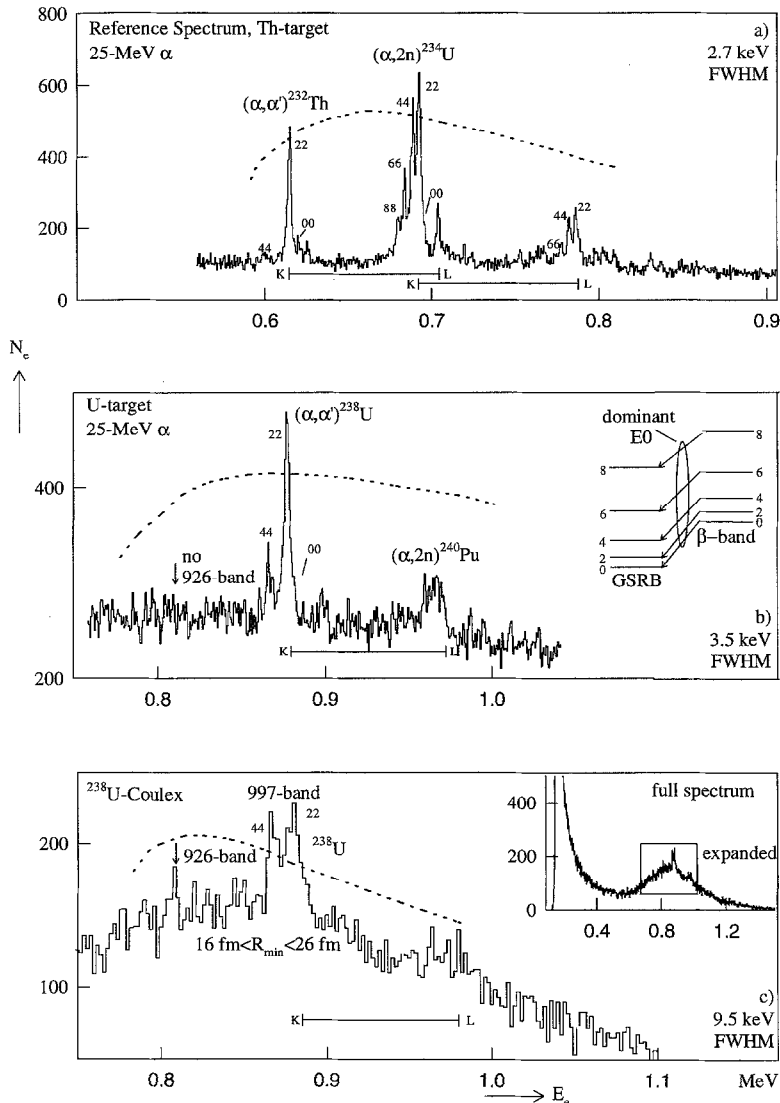 800
Reference Spectrum, Th-target
25-MeV α
a)
2.7 keV
FWHM
(α,2n)²³⁴U
22
44
600
(α,α')²³²Th
22
66
400
88
00
44
22
00
66
44
200
K
L
K
L
0
0.6
0.7
0.8
0.9
Nₑ
U-target
25-MeV α
(α,α')²³⁸U
22
dominant
E0
8
8
6
6
4
4
2
2
0
0
β-band
GSRB
400
44
00
no
926-band
(α,2n)²⁴⁰Pu
b)
3.5 keV
FWHM
K
L
200
0.8
0.9
1.0
²³⁸U-Coulex
997-band
22
44
²³⁸U
200
926-band
16 fm<R_min<26 fm
100
K
L
400
full spectrum
200
expanded
0
0.4
0.8
1.2
c)
9.5 keV
FWHM
0.8
0.9
1.0
1.1
MeV
Eₑ